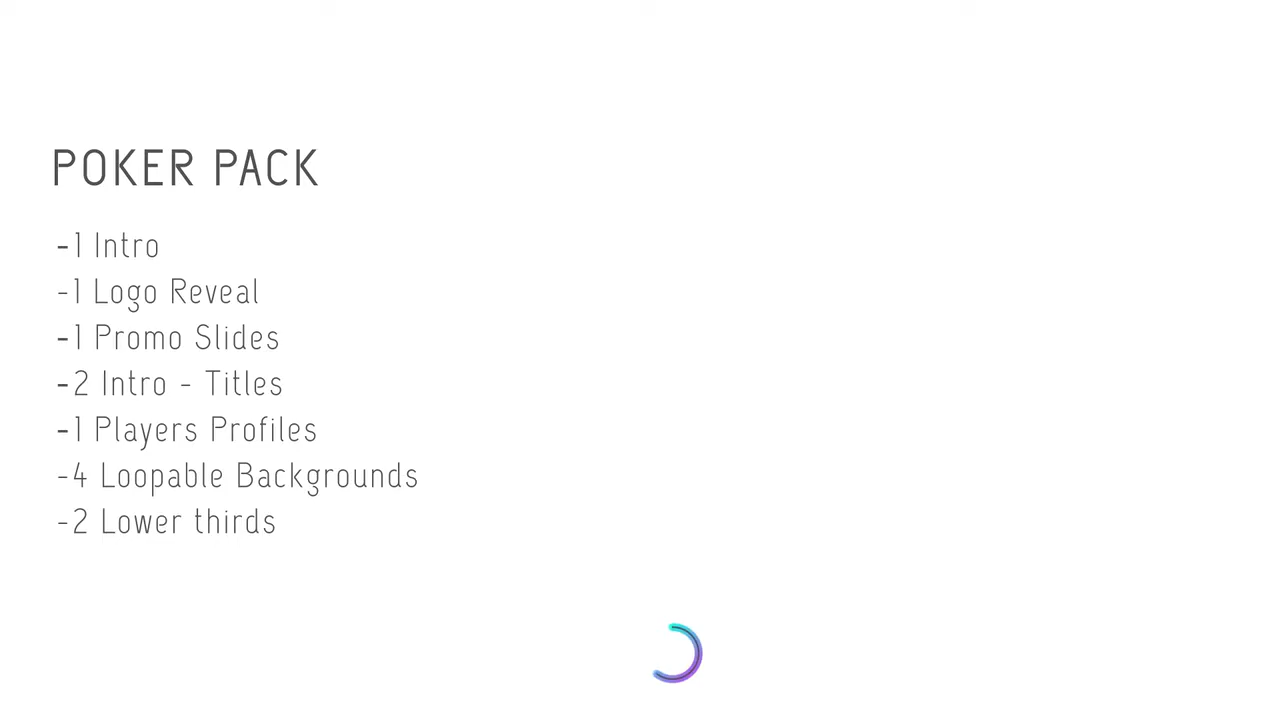 POKER PACK
-1 Intro
-1 Logo Reveal
-1 Promo Slides
-2 Intro - Titles
-1 Players Profiles
-4 Loopable Backgrounds
-2 Lower thirds